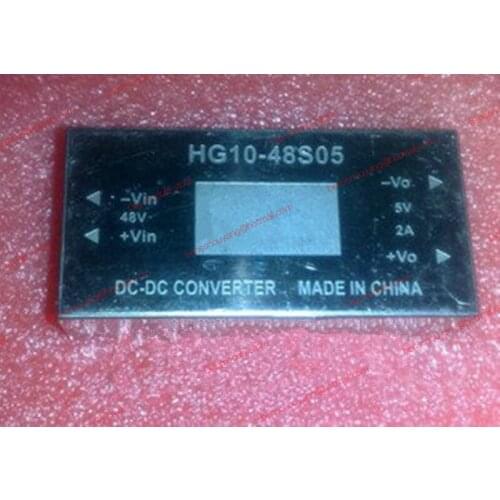 HG10-48S05
-Vin
48V
+Vin
-Vo
5V
2A
+Vo
DC-DC CONVERTER MADE IN CHINA